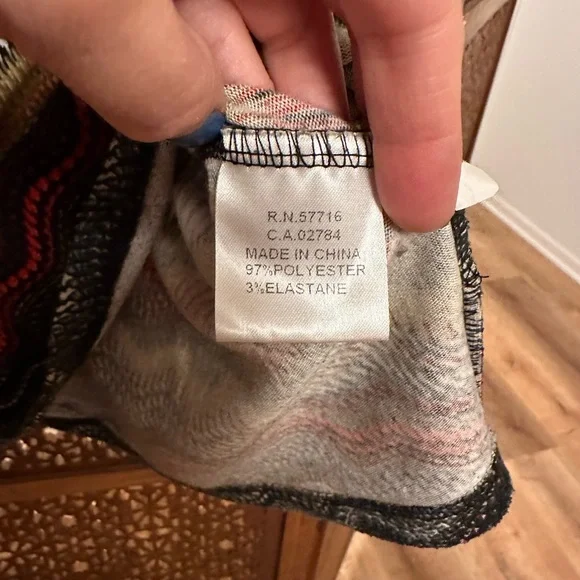 R.N.57716
C.A.02784
MADE IN CHINA
97%POLYESTER
3%ELASTANE